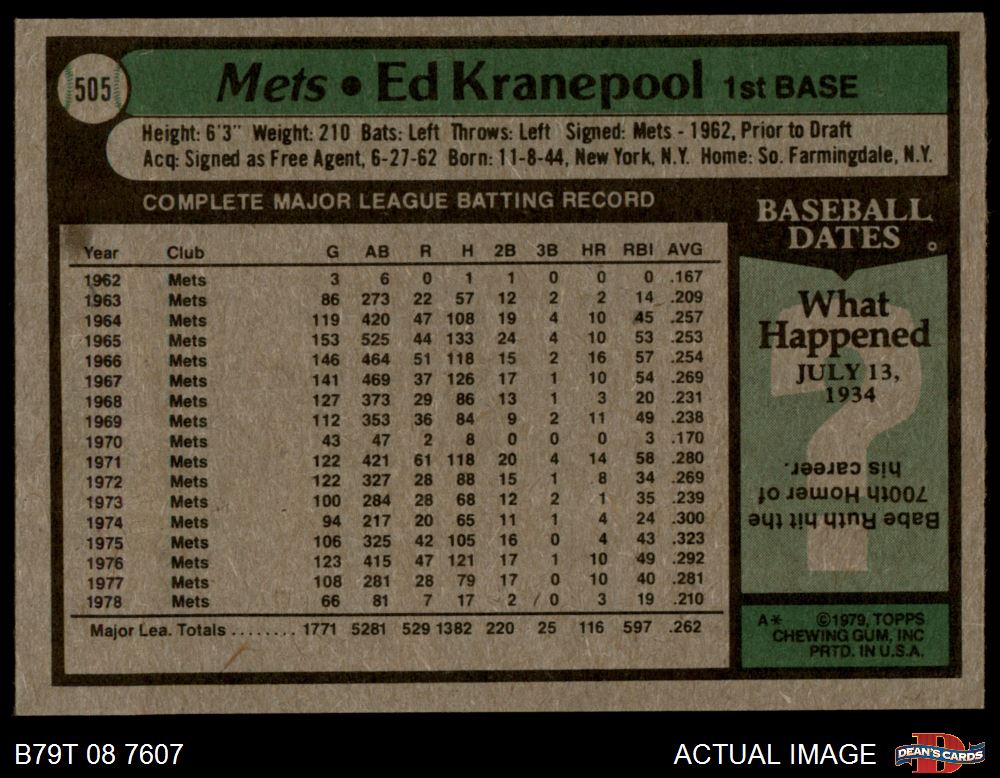 505
Mets • Ed Kranepool 1st BASE
Height: 6'3" Weight: 210 Bats: Left Throws: Left Signed: Mets - 1962, Prior to Draft
Acq: Signed as Free Agent, 6-27-62 Born: 11-8-44, New York, N.Y. Home: So. Farmingdale, N.Y.
COMPLETE MAJOR LEAGUE BATTING RECORD
Year Club G AB R H 2B 3B HR RBI AVG
1962 Mets 3 6 0 1 1 0 0 0 .167
1963 Mets 86 273 22 57 12 2 2 14 .209
1964 Mets 119 420 47 108 19 4 10 45 .257
1965 Mets 153 525 44 133 24 4 10 53 .253
1966 Mets 146 464 51 118 15 2 16 57 .254
1967 Mets 141 469 37 126 17 1 10 54 .269
1968 Mets 127 373 29 86 13 1 3 20 .231
1969 Mets 112 353 36 84 9 2 11 49 .238
1970 Mets 43 47 2 8 0 0 0 3 .170
1971 Mets 122 421 61 118 20 4 14 58 .280
1972 Mets 122 327 28 88 15 1 8 34 .269
1973 Mets 100 284 28 68 12 2 1 35 .239
1974 Mets 94 217 20 65 11 1 4 24 .300
1975 Mets 106 325 42 105 16 0 4 43 .323
1976 Mets 123 415 47 121 17 1 10 49 .292
1977 Mets 108 281 28 79 17 0 10 40 .281
1978 Mets 66 81 7 17 2 0 3 19 .210
Major Lea. Totals ........ 1771 5281 529 1382 220 25 116 597 .262
BASEBALL
DATES
What
Happened
JULY 13,
1934
?
Babe Ruth hit the
700th Homer of
his career.
A* ©1979, TOPPS
CHEWING GUM, INC
PRTD. IN U.S.A.
B79T 08 7607
ACTUAL IMAGE
D
DEAN'S CARDS